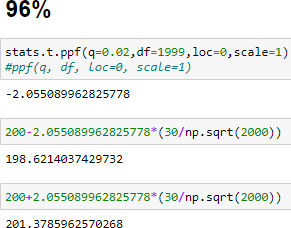 96%
stats.t.ppf(q=0.02,df=1999,loc=0,scale=1)
#ppf(q, df, loc=0, scale=1)
-2.055089962825778
200-2.055089962825778*(30/np.sqrt(2000))
198.6214037429732
200+2.055089962825778*(30/np.sqrt(2000))
201.3785962570268